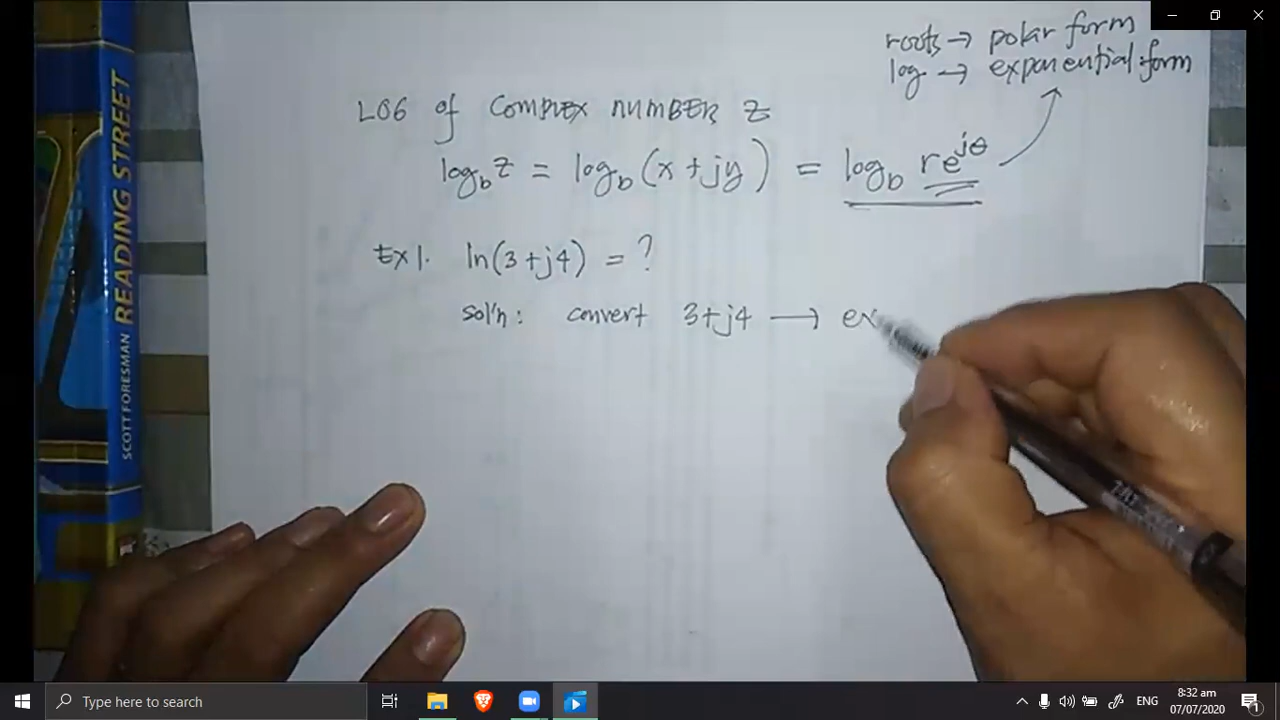 roots → polar form
log → exponential form
LOG of COMPLEX NUMBER Z
log_b z = log_b (x + jy) = log_b re^jθ
Ex 1. ln(3 + j4) = ?
sol'n : convert 3+j4 → ex
SCOTT FORESMAN READING STREET
Type here to search
ENG
8:32 am
07/07/2020
1